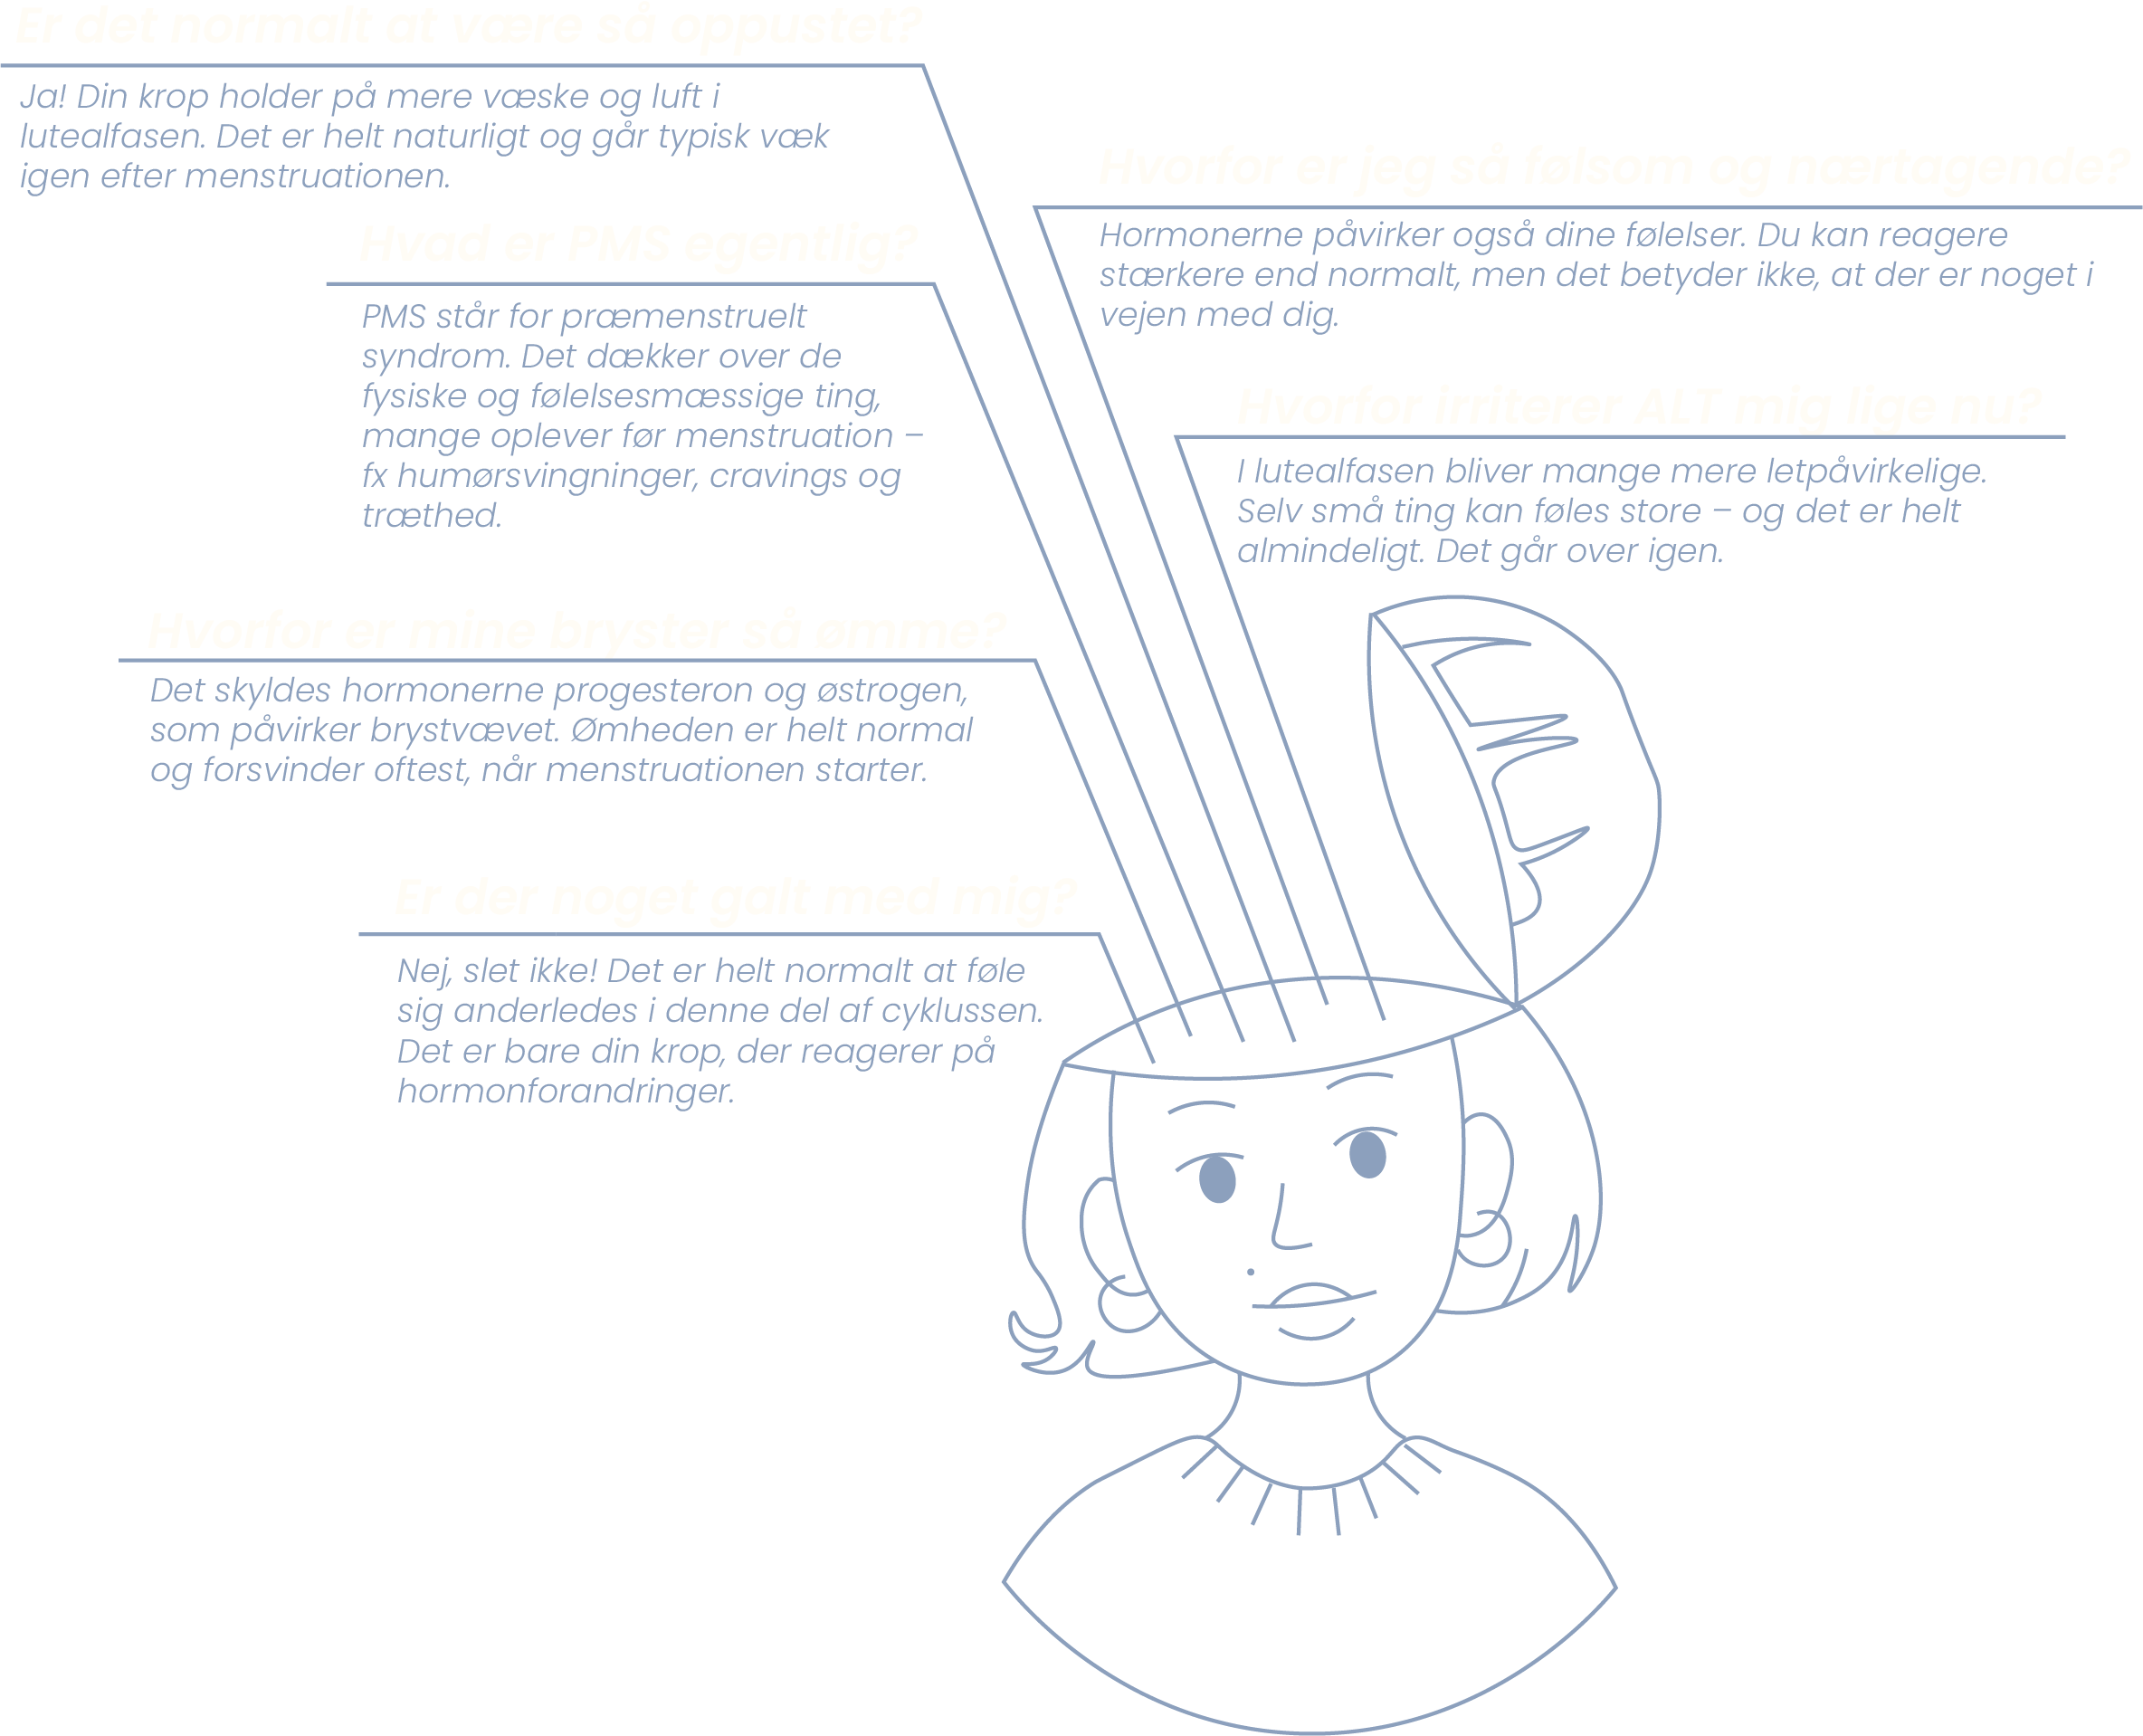 Er det normalt at være så oppustet?
Ja! Din krop holder på mere væske og luft i
lutealfasen. Det er helt naturligt og går typisk væk
igen efter menstruationen.
Hvad er PMS egentlig?
PMS står for præmenstruelt
syndrom. Det dækker over de
fysiske og følelsesmæssige ting,
mange oplever før menstruation –
fx humørsvingninger, cravings og
træthed.
Hvorfor er mine bryster så ømme?
Det skyldes hormonerne progesteron og østrogen,
som påvirker brystvævet. Ømheden er helt normal
og forsvinder oftest, når menstruationen starter.
Er der noget galt med mig?
Nej, slet ikke! Det er helt normalt at føle
sig anderledes i denne del af cyklussen.
Det er bare din krop, der reagerer på
hormonforandringer.
Hvorfor er jeg så følsom og nærtagende?
Hormonerne påvirker også dine følelser. Du kan reagere
stærkere end normalt, men det betyder ikke, at der er noget i
vejen med dig.
Hvorfor irriterer ALT mig lige nu?
I lutealfasen bliver mange mere letpåvirkelige.
Selv små ting kan føles store – og det er helt
almindeligt. Det går over igen.